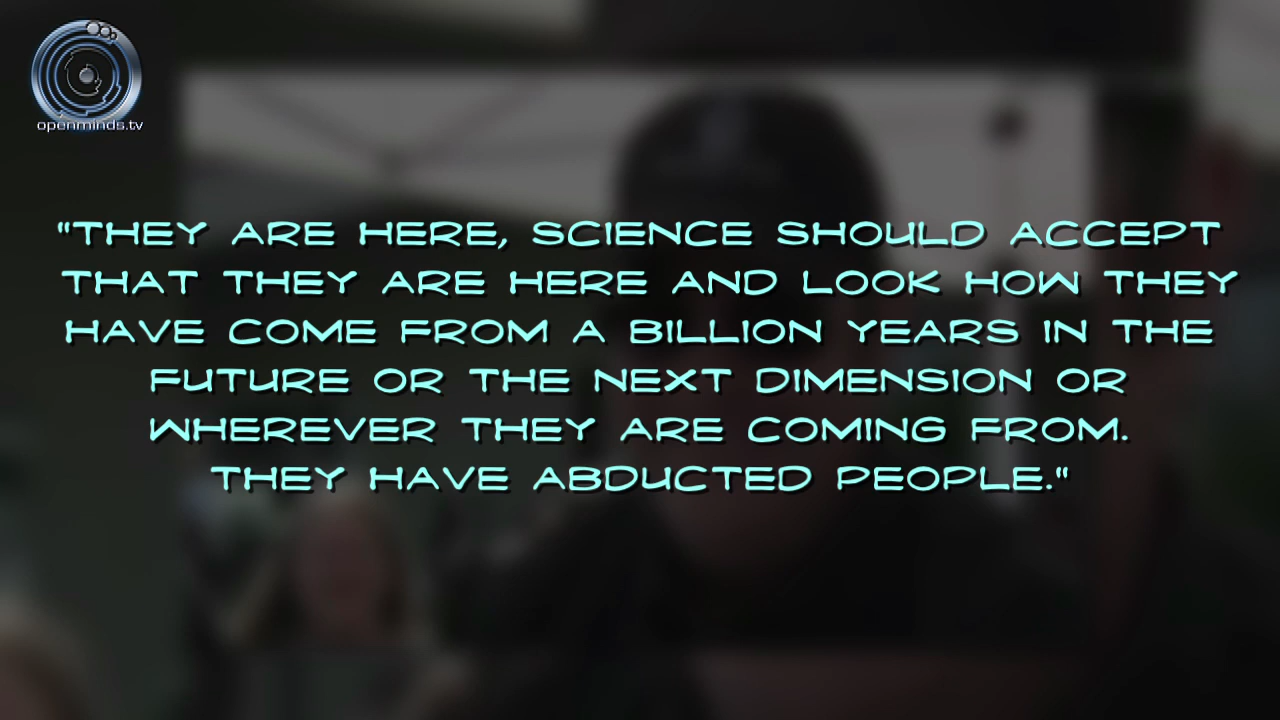 openminds.tv
"THEY ARE HERE, SCIENCE SHOULD ACCEPT
THAT THEY ARE HERE AND LOOK HOW THEY
HAVE COME FROM A BILLION YEARS IN THE
FUTURE OR THE NEXT DIMENSION OR
WHEREVER THEY ARE COMING FROM.
THEY HAVE ABDUCTED PEOPLE."